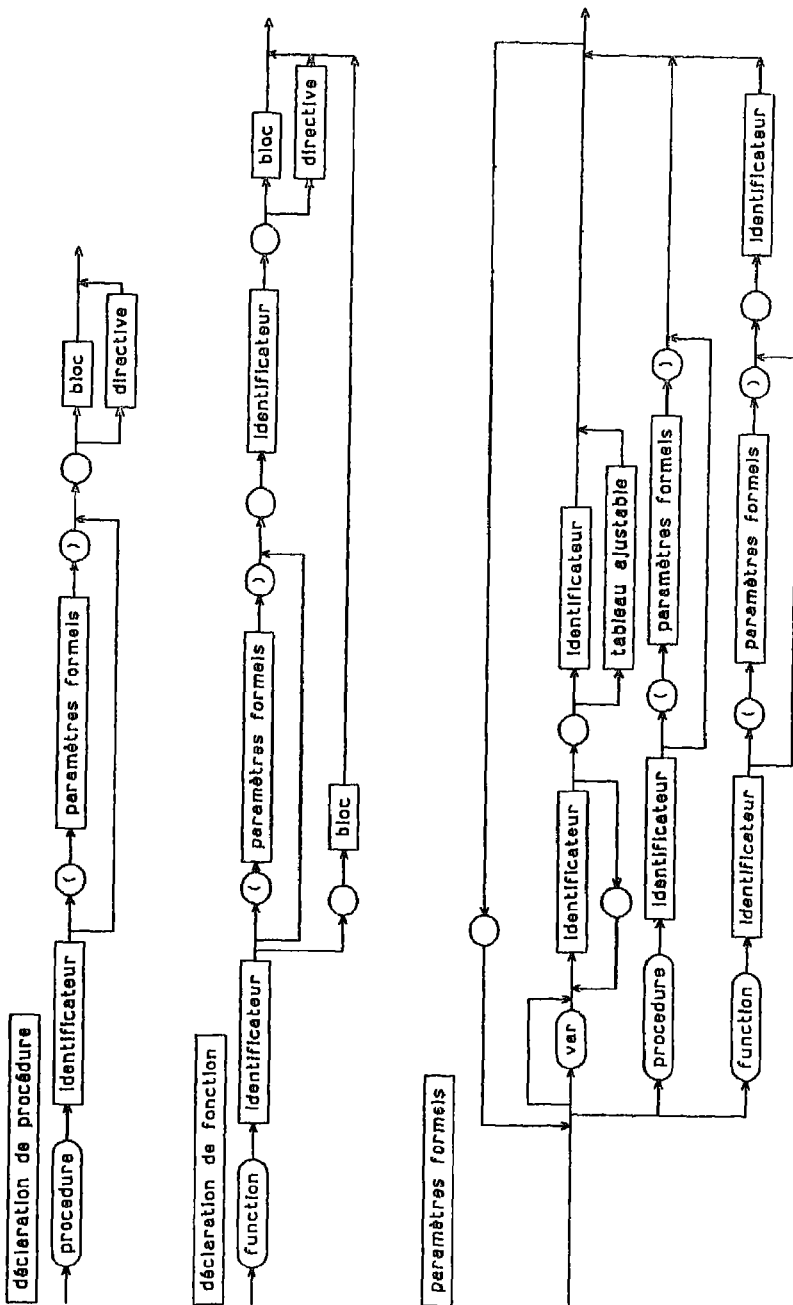 déclaration de procédure
procedure
identificateur
(
paramètres formels
)
bloc
directive
déclaration de fonction
function
identificateur
(
paramètres formels
)
identificateur
bloc
directive
bloc
paramètres formels
var
identificateur
identificateur
tableau ajustable
procedure
identificateur
(
paramètres formels
)
function
identificateur
(
paramètres formels
)
identificateur